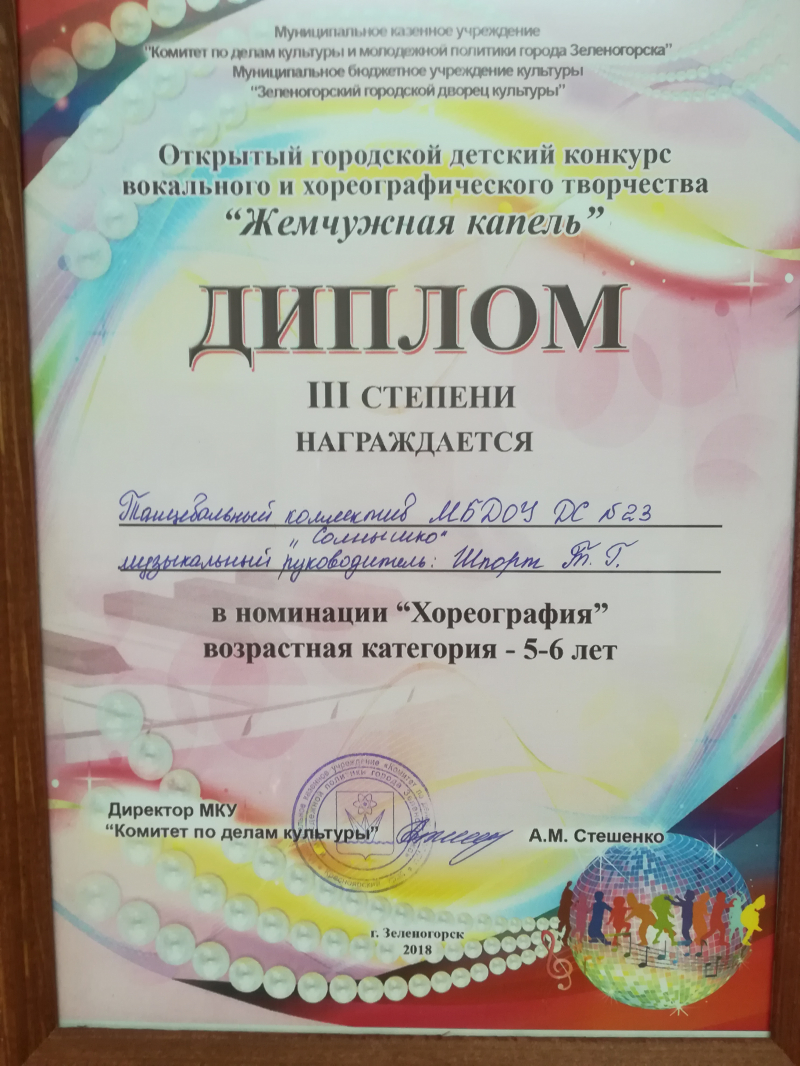 Муниципальное казенное учреждение
"Комитет по делам культуры и молодежной политики города Зеленогорска"
Муниципальное бюджетное учреждение культуры
"Зеленогорский городской дворец культуры"
Открытый городской детский конкурс
вокального и хореографического творчества
“Жемчужная капель”
ДИПЛОМ
III СТЕПЕНИ
НАГРАЖДАЕТСЯ
Танцевальный коллектив МБДОУ ДС №23
„Солнышко“
музыкальный руководитель: Шпорт Т. Г.
в номинации “Хореография”
возрастная категория - 5-6 лет
Директор МКУ
“Комитет по делам культуры” А.М. Стешенко
г. Зеленогорск
2018